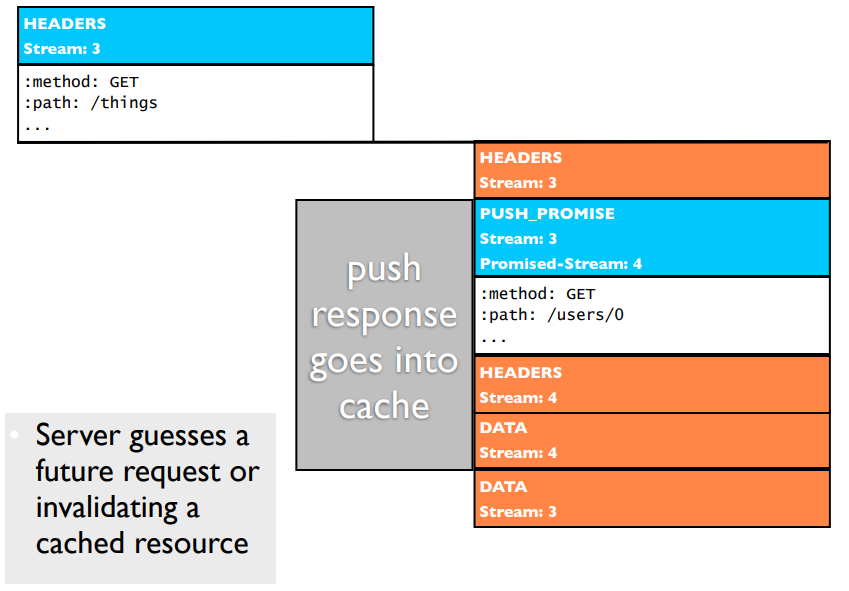 HEADERS
Stream: 3
:method: GET
:path: /things
...
HEADERS
Stream: 3
PUSH_PROMISE
Stream: 3
Promised-Stream: 4
:method: GET
:path: /users/0
...
HEADERS
Stream: 4
DATA
Stream: 4
DATA
Stream: 3
push
response
goes into
cache
• Server guesses a
future request or
invalidating a
cached resource